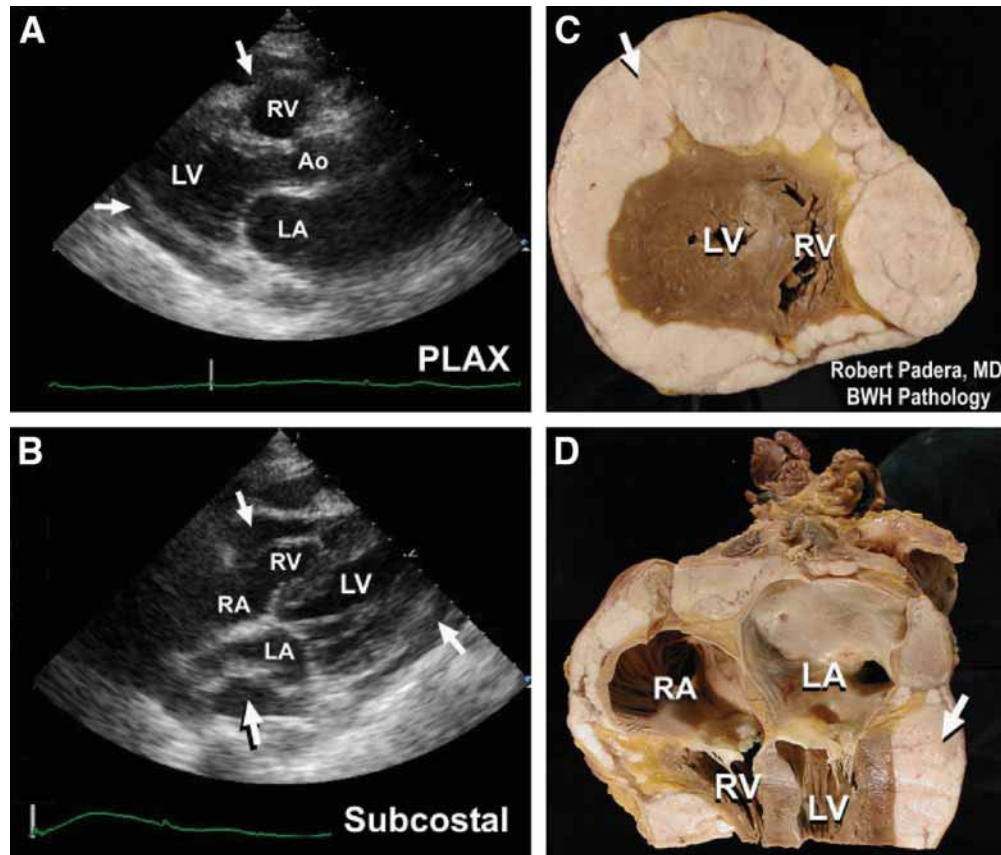 A
RV
Ao
LV
LA
PLAX
B
RV
LV
RA
LA
Subcostal
C
LV
RV
Robert Padera, MD
BWH Pathology
D
RA
LA
RV
LV